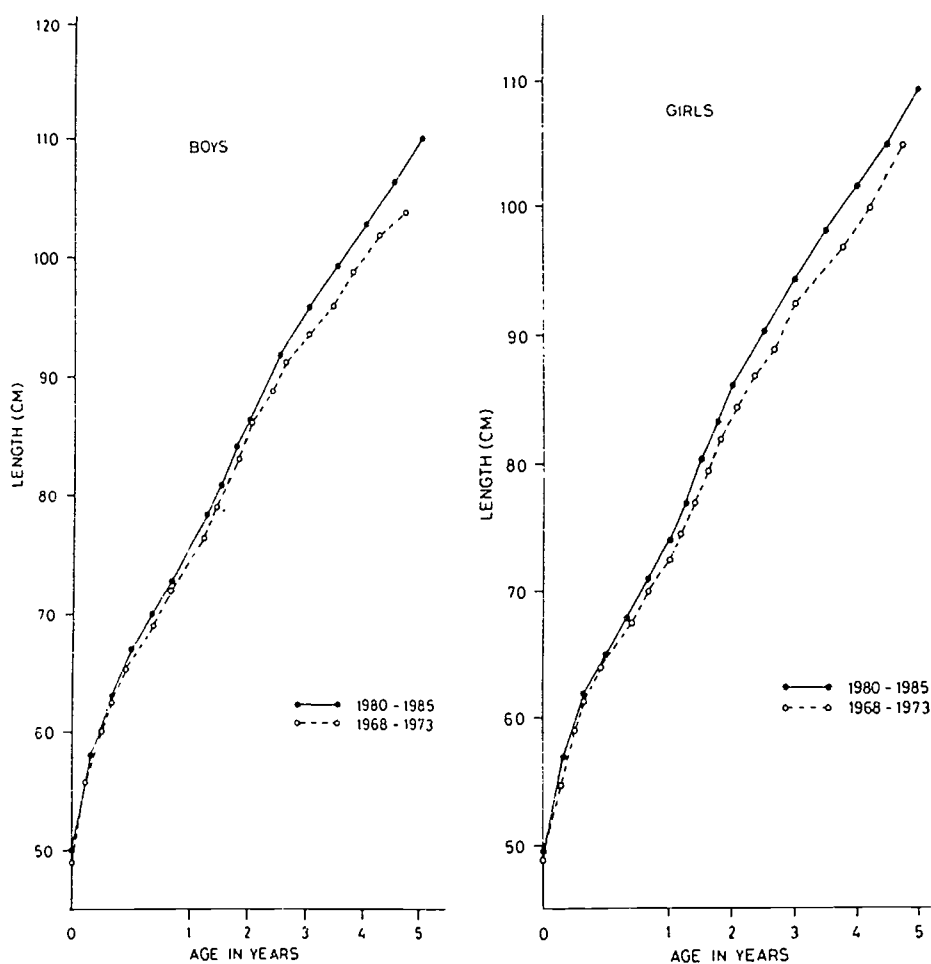 120
110
100
90
80
70
60
50
LENGTH (CM)
BOYS
1980 - 1985
1968 - 1973
0 1 2 3 4 5
AGE IN YEARS
110
100
90
80
70
60
50
LENGTH (CM)
GIRLS
1980 - 1985
1968 - 1973
0 1 2 3 4 5
AGE IN YEARS